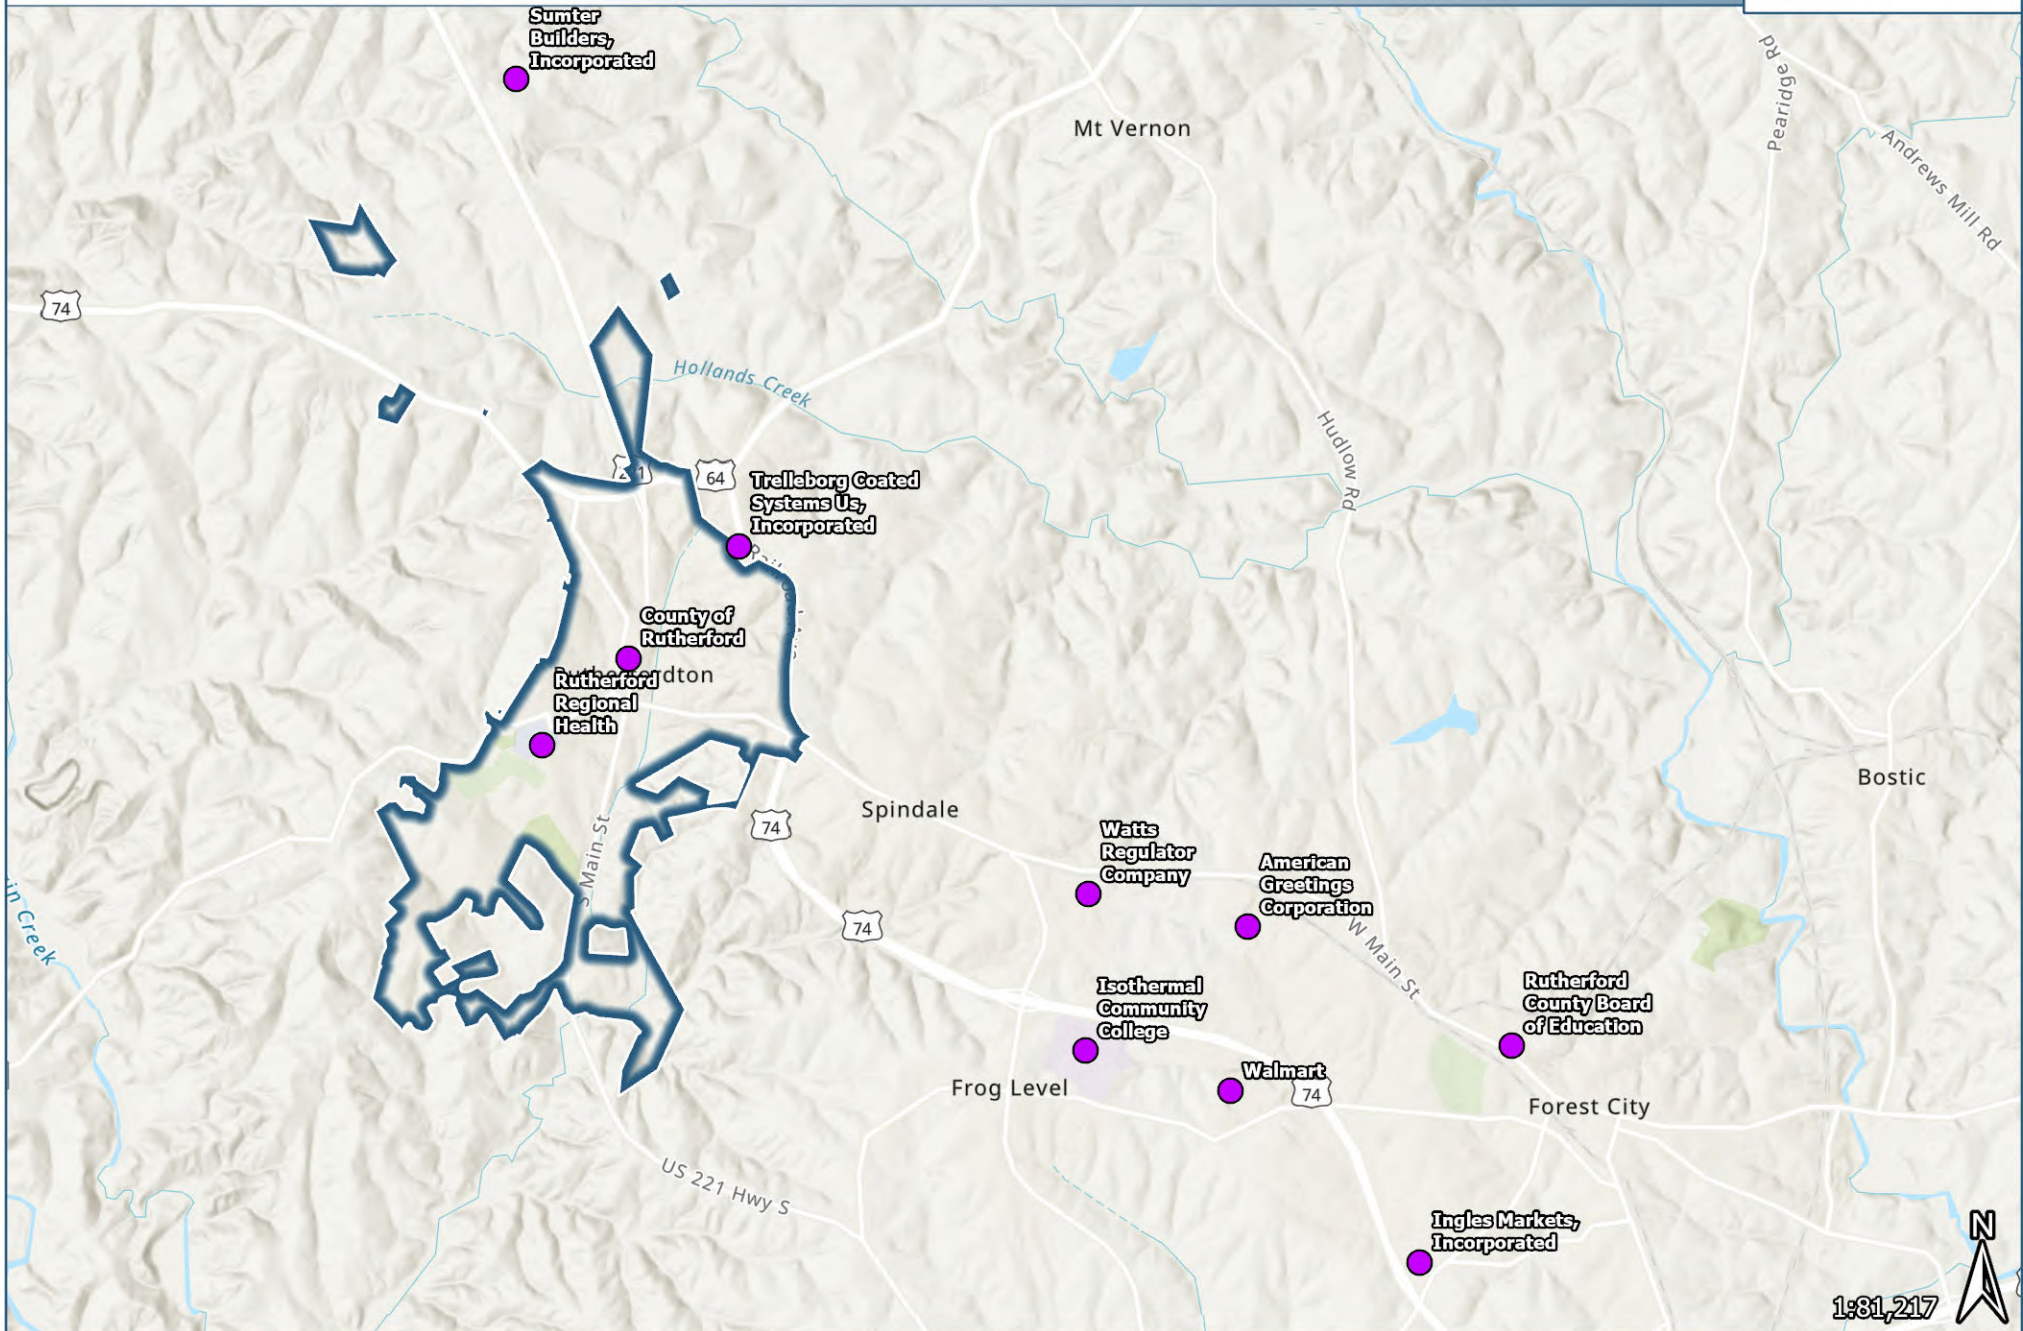 Sumter
Builders,
Incorporated
Mt Vernon
Pearidge Rd
Andrews Mill Rd
74
Hollands Creek
Hudlow Rd
64
Trelleborg Coated
Systems Us,
Incorporated
County of
Rutherford
Rutherford
Regional
Health
Bostic
Spindale
74
Watts
Regulator
Company
American
Greetings
Corporation
S Main St
74
W Main St
Creek
Isothermal
Community
College
Rutherford
County Board
of Education
Walmart
74
Frog Level
Forest City
US 221 Hwy S
Ingles Markets,
Incorporated
N
1:81,217